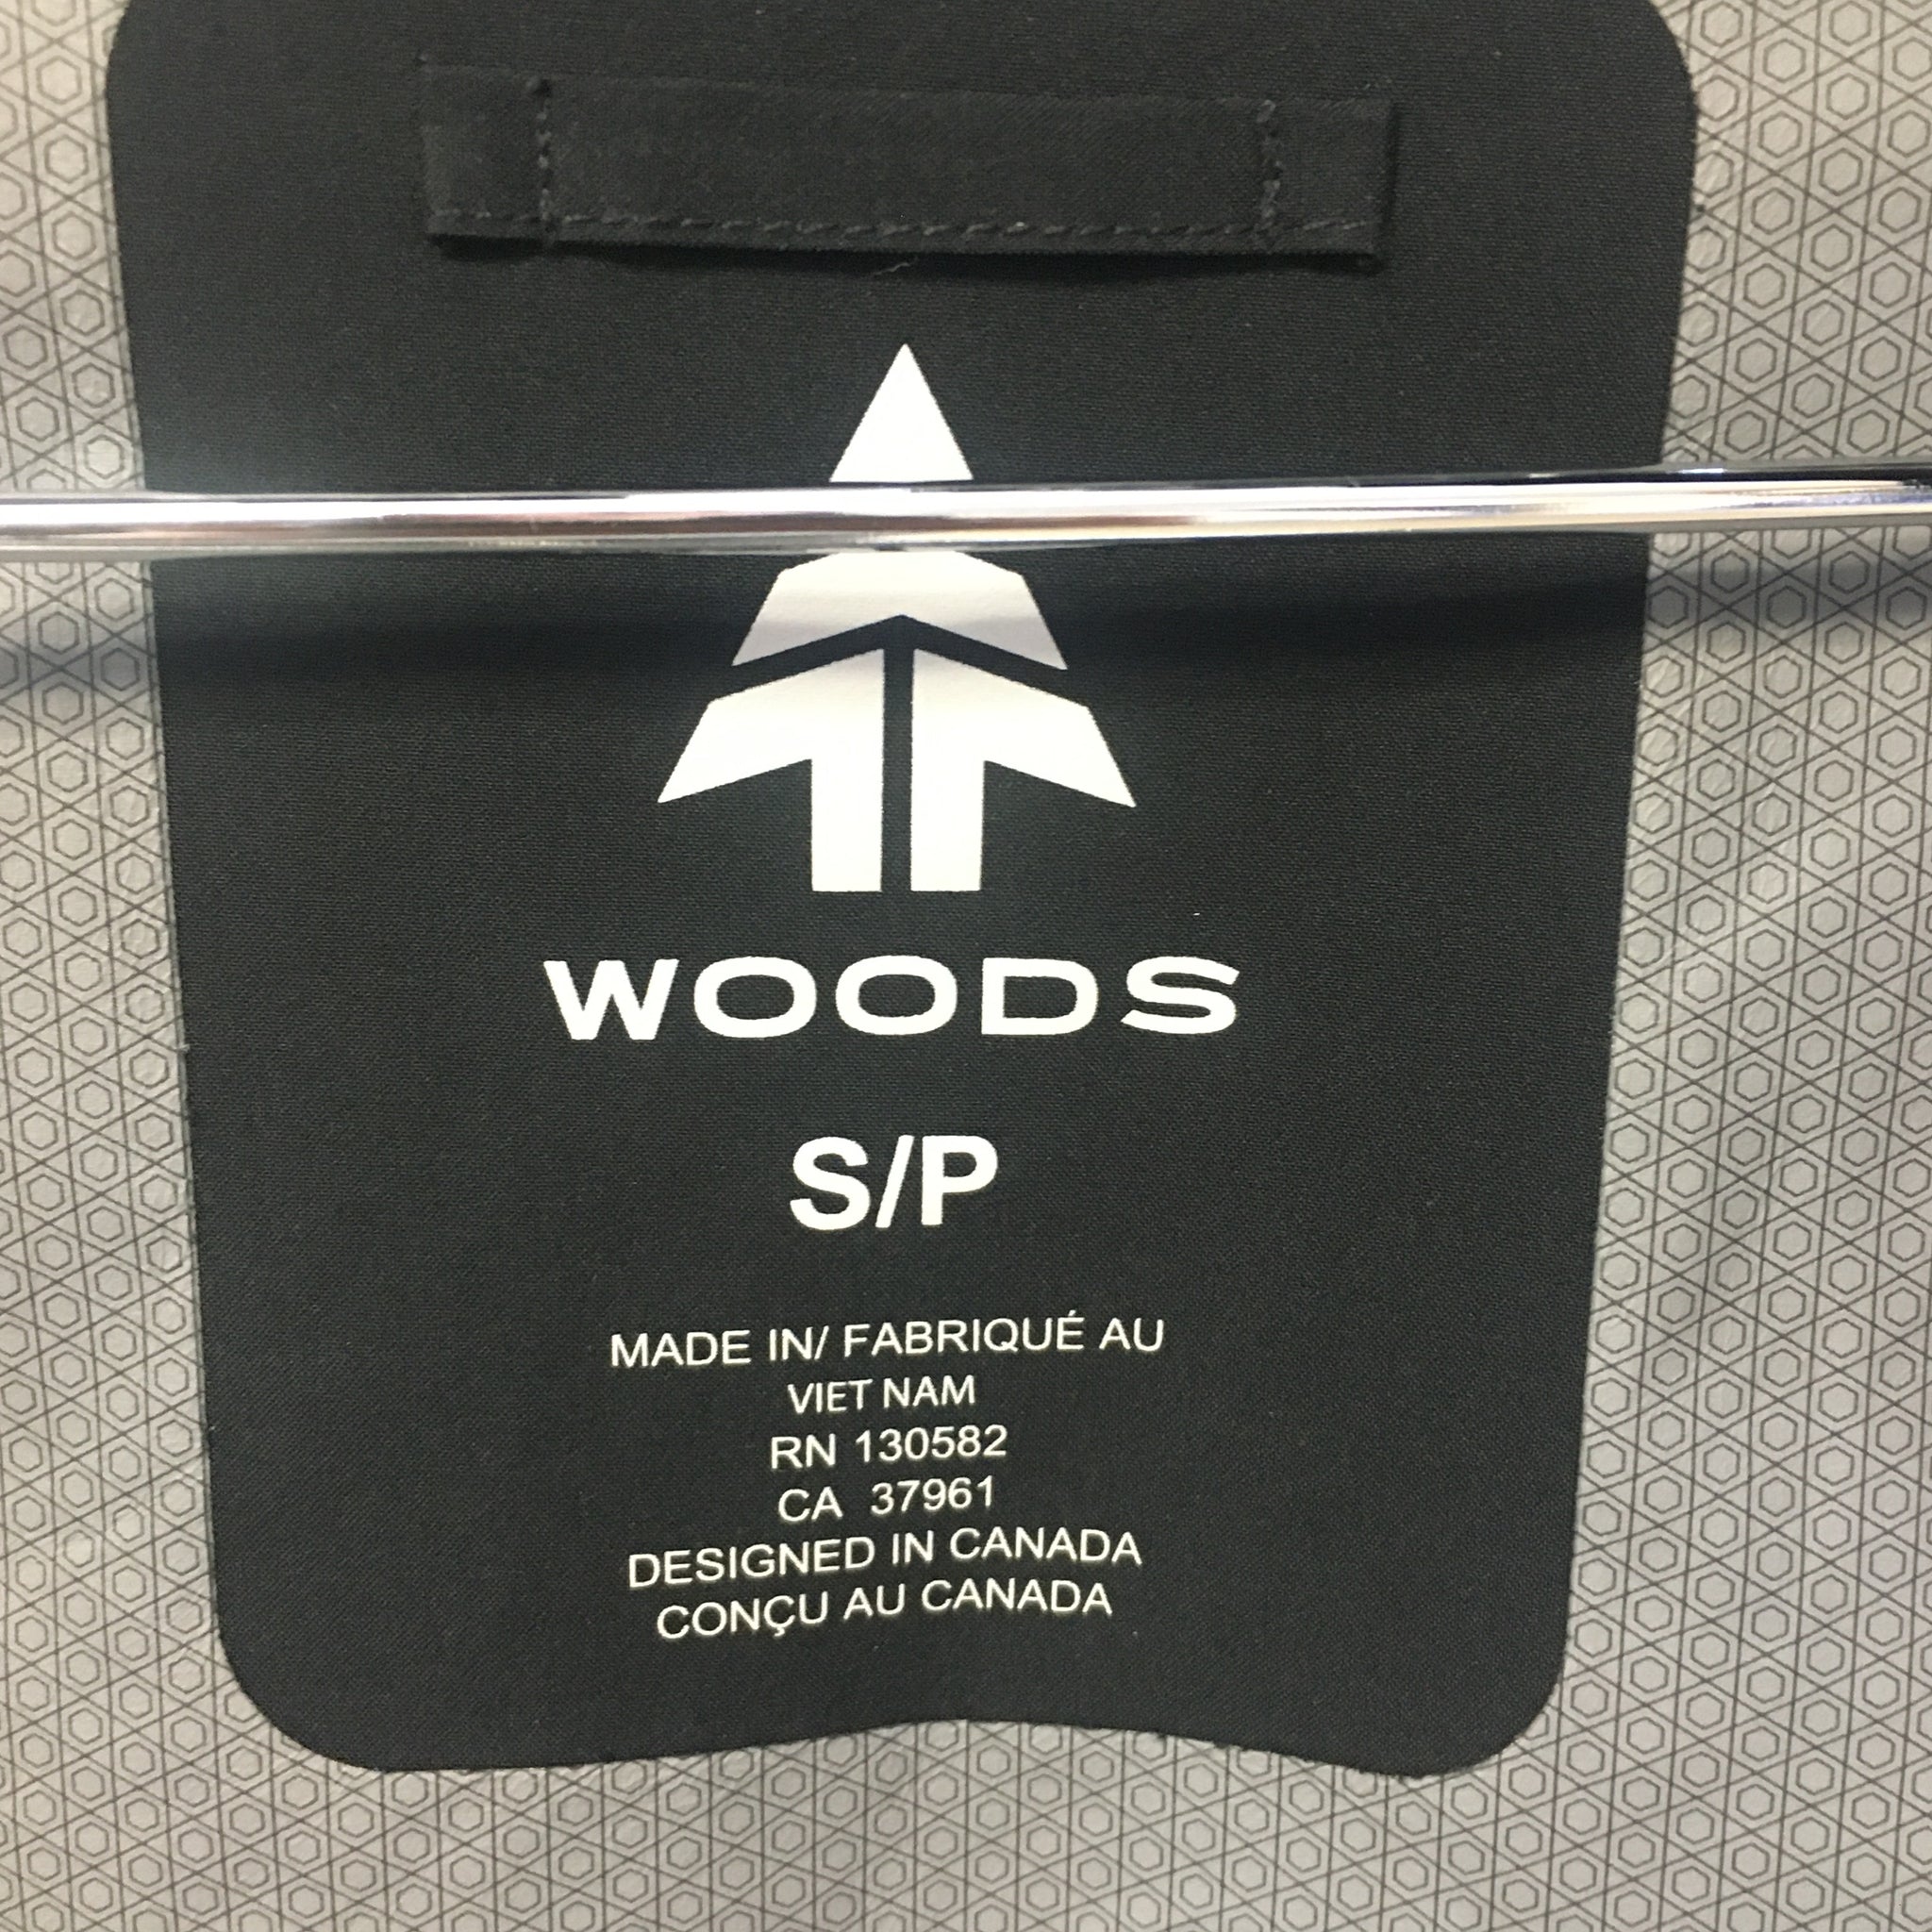 WOODS
S/P
MADE IN/ FABRIQUÉ AU
VIET NAM
RN 130582
CA 37961
DESIGNED IN CANADA
CONÇU AU CANADA